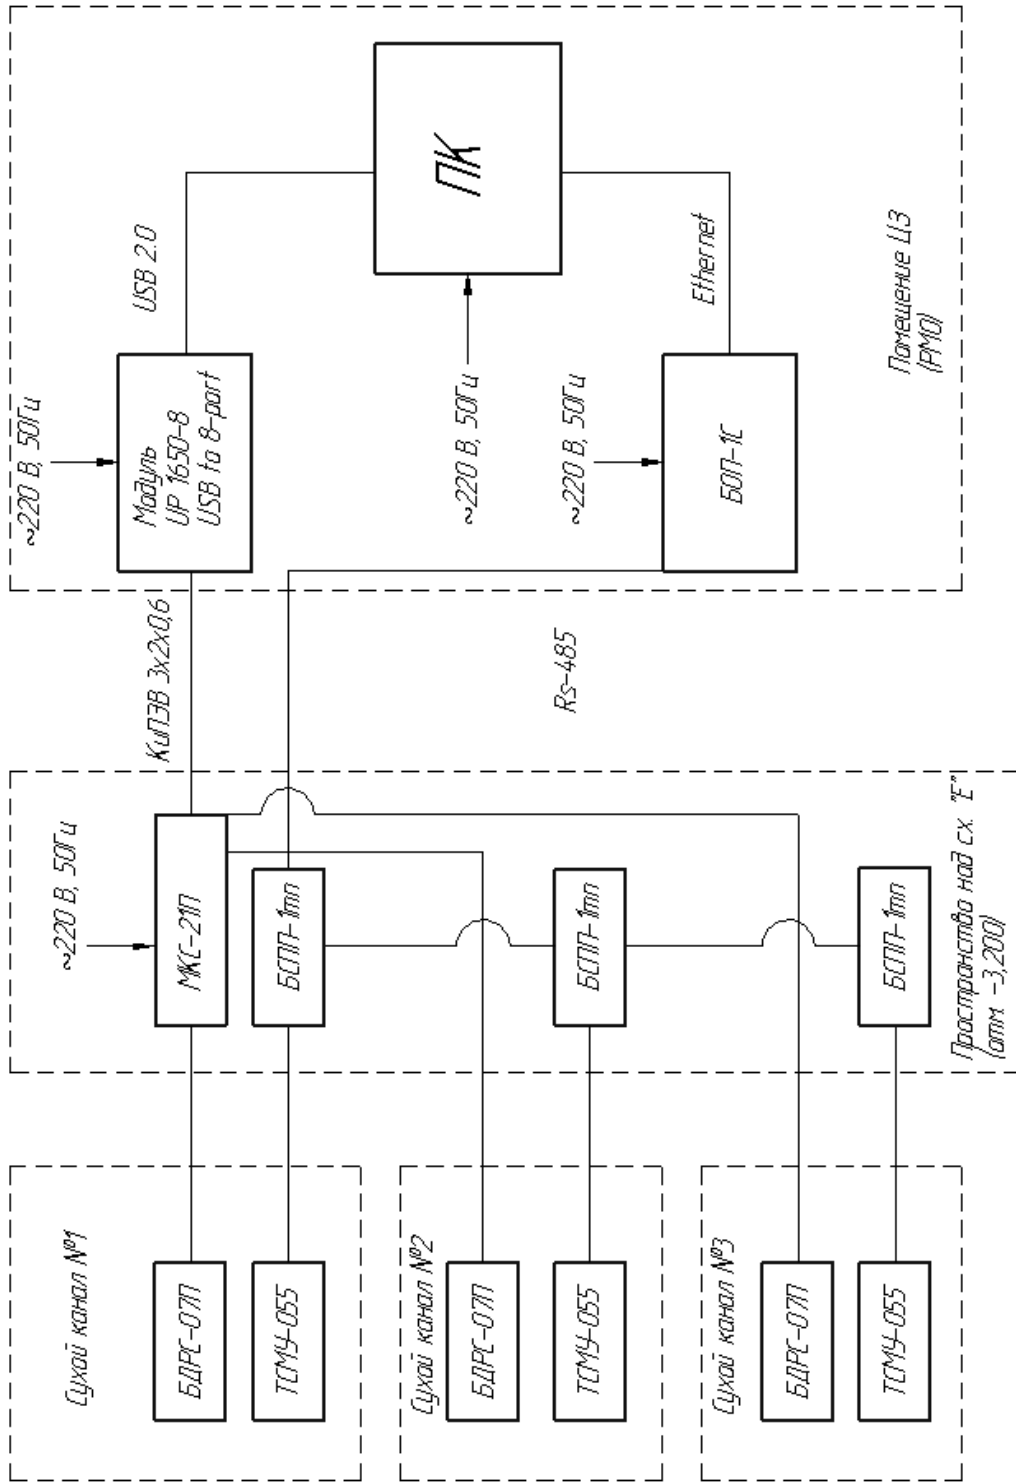 Сухой канал №1
БДРС-07П
ТСМУ-055
Сухой канал №2
БДРС-07П
ТСМУ-055
Сухой канал №3
БДРС-07П
ТСМУ-055
~220 В, 50Гц
МКС-21П
БСПП-1тп
БСПП-1тп
БСПП-1тп
Пространство над сх. "Е"
(отм. -3,200)
КиПЭВ 3х2х0,6
Rs-485
~220 В, 50Гц
Модуль
UP 1650-8
USB to 8-port
USB 2.0
~220 В, 50Гц
ПК
~220 В, 50Гц
БОП-1С
Ethernet
Помещение ЦЗ
(РМО)